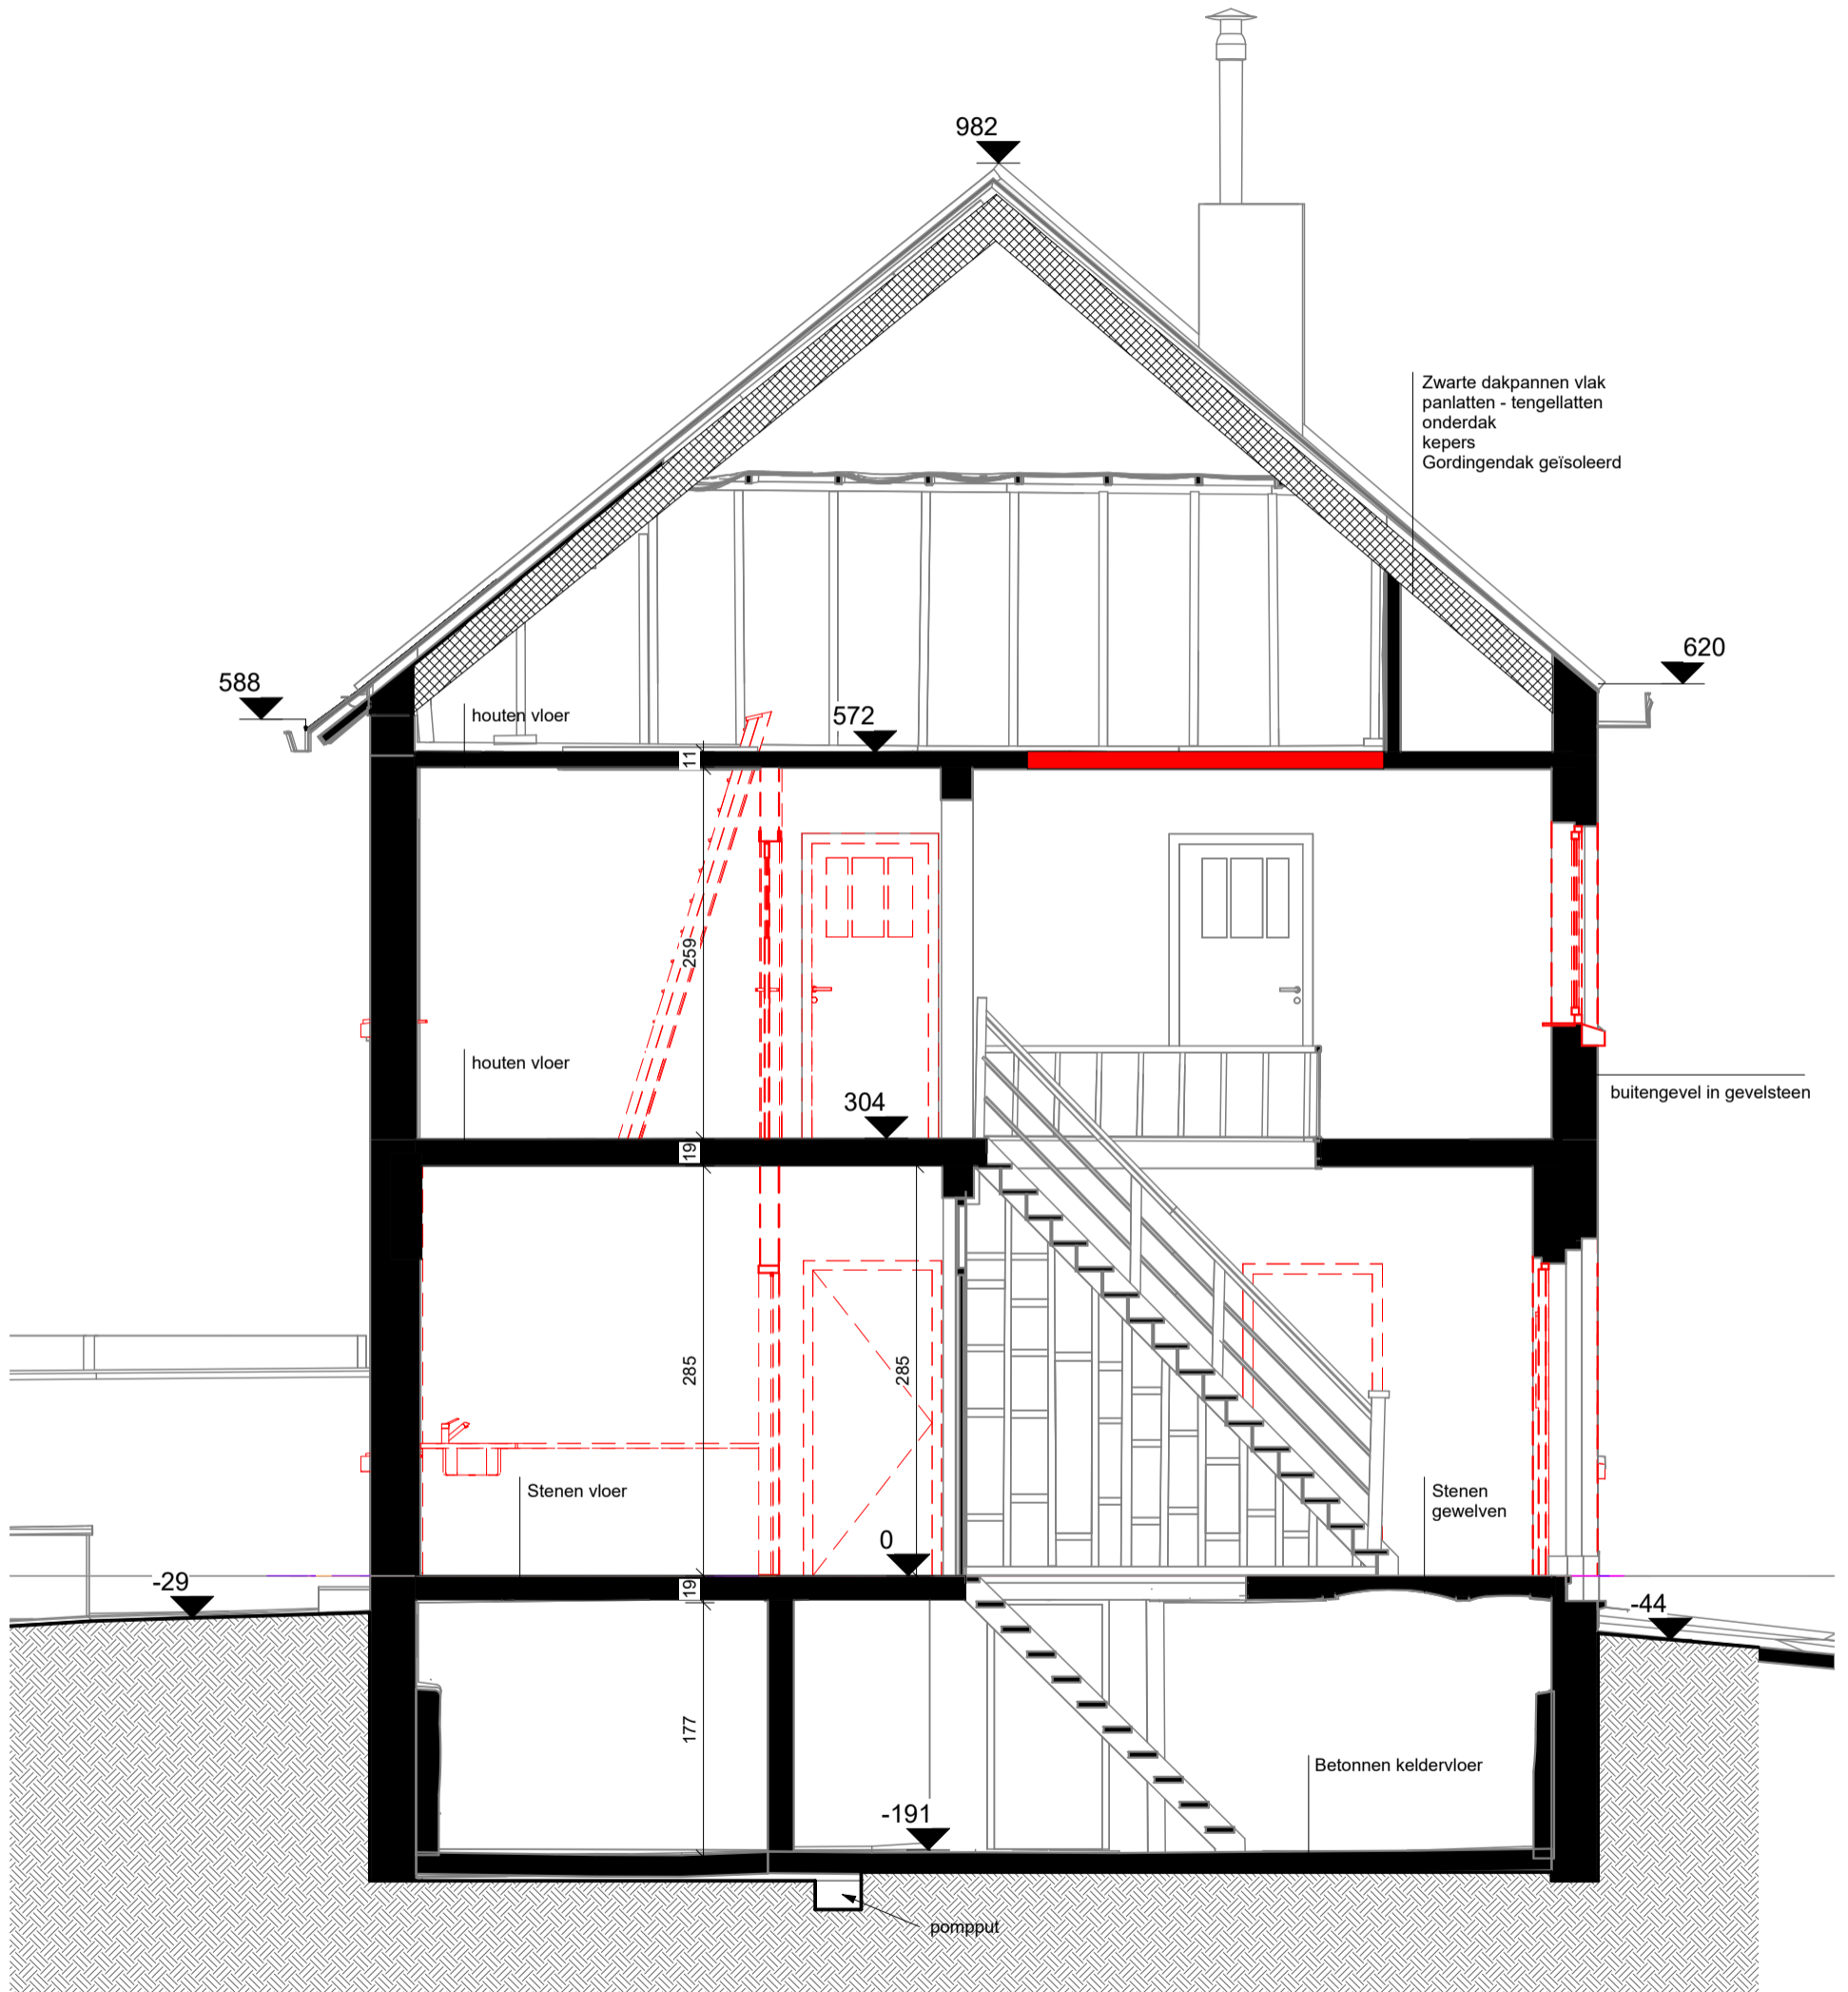 982
Zwarte dakpannen vlak
panlatten - tengellatten
onderdak
kepers
Gordingendak geïsoleerd
620
588
houten vloer
572
11
259
houten vloer
304
buitengevel in gevelsteen
19
285
285
Stenen vloer
Stenen
gewelven
0
-29
19
-44
177
Betonnen keldervloer
-191
pompput